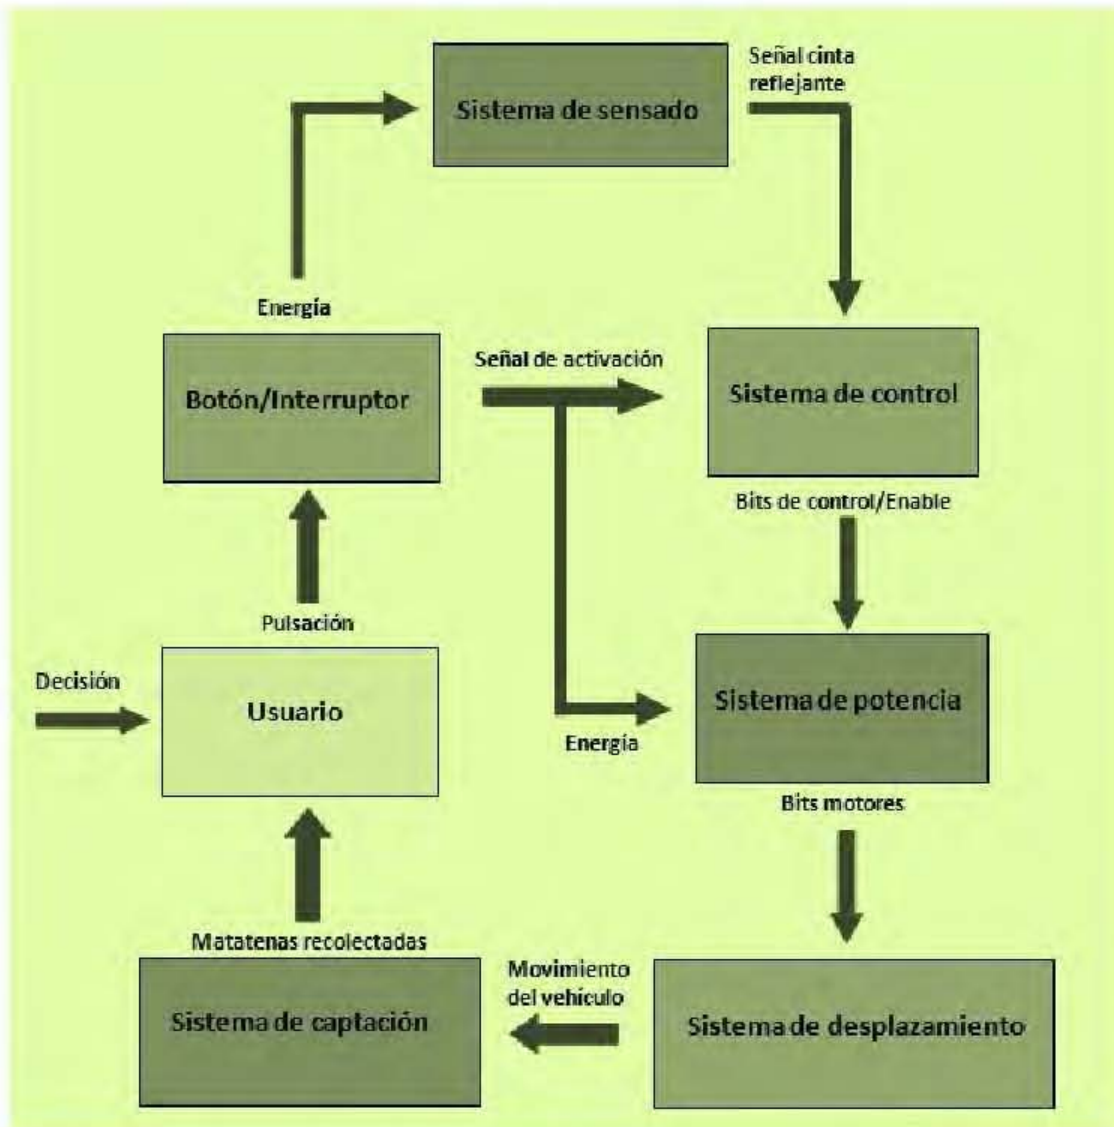 Señal cinta
reflejante
Sistema de sensado
Energía
Botón/Interruptor
Señal de activación
Sistema de control
Bits de control/Enable
Pulsación
Decisión
Usuario
Energía
Sistema de potencia
Bits motores
Matatenas recolectadas
Sistema de captación
Movimiento
del vehículo
Sistema de desplazamiento